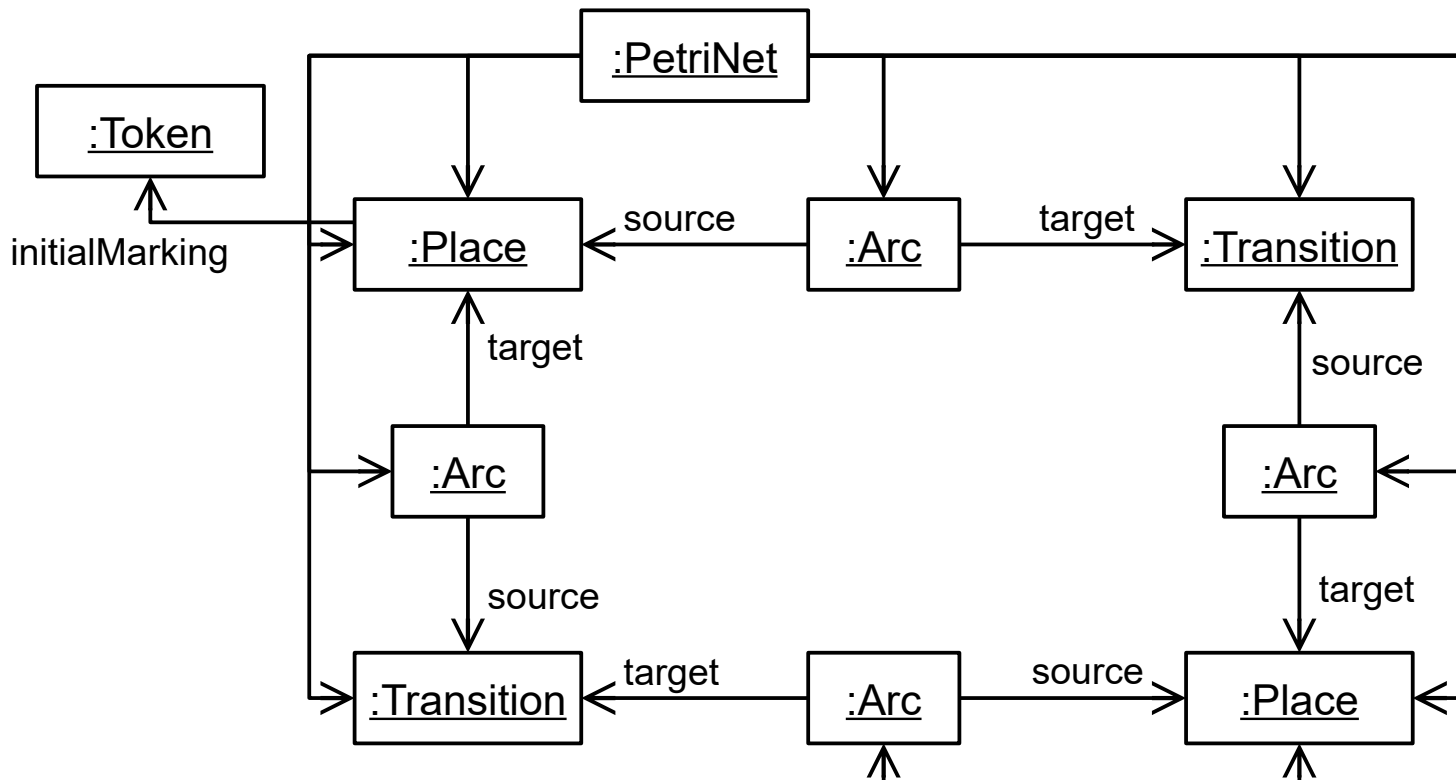 :PetriNet
:Token
initialMarking
:Place
source
:Arc
target
:Transition
target
source
:Arc
:Arc
source
target
:Transition
target
:Arc
source
:Place